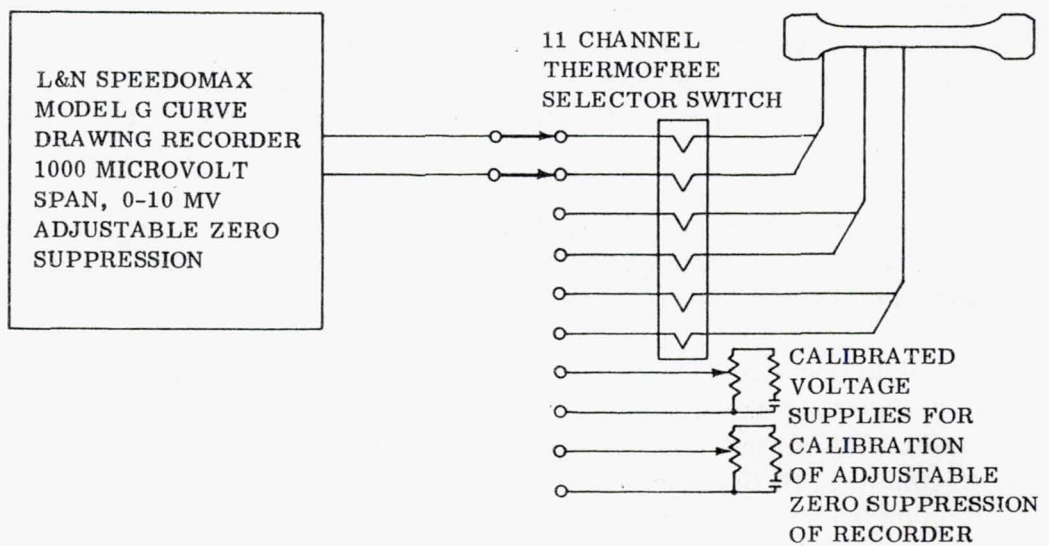 L&N SPEEDOMAX
MODEL G CURVE
DRAWING RECORDER
1000 MICROVOLT
SPAN, 0-10 MV
ADJUSTABLE ZERO
SUPPRESSION
11 CHANNEL
THERMOFREE
SELECTOR SWITCH
CALIBRATED
VOLTAGE
SUPPLIES FOR
CALIBRATION
OF ADJUSTABLE
ZERO SUPPRESSION
OF RECORDER